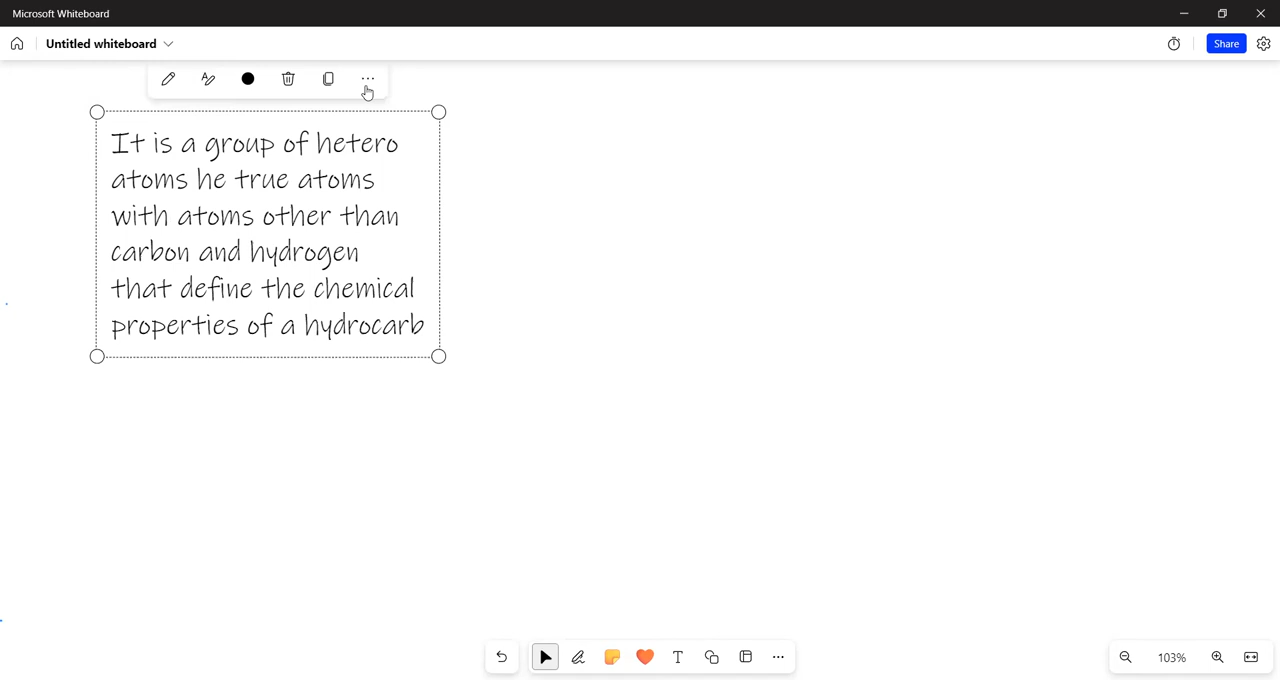 Microsoft Whiteboard
Untitled whiteboard
Share
It is a group of hetero
atoms he true atoms
with atoms other than
carbon and hydrogen
that define the chemical
properties of a hydrocarb
103%